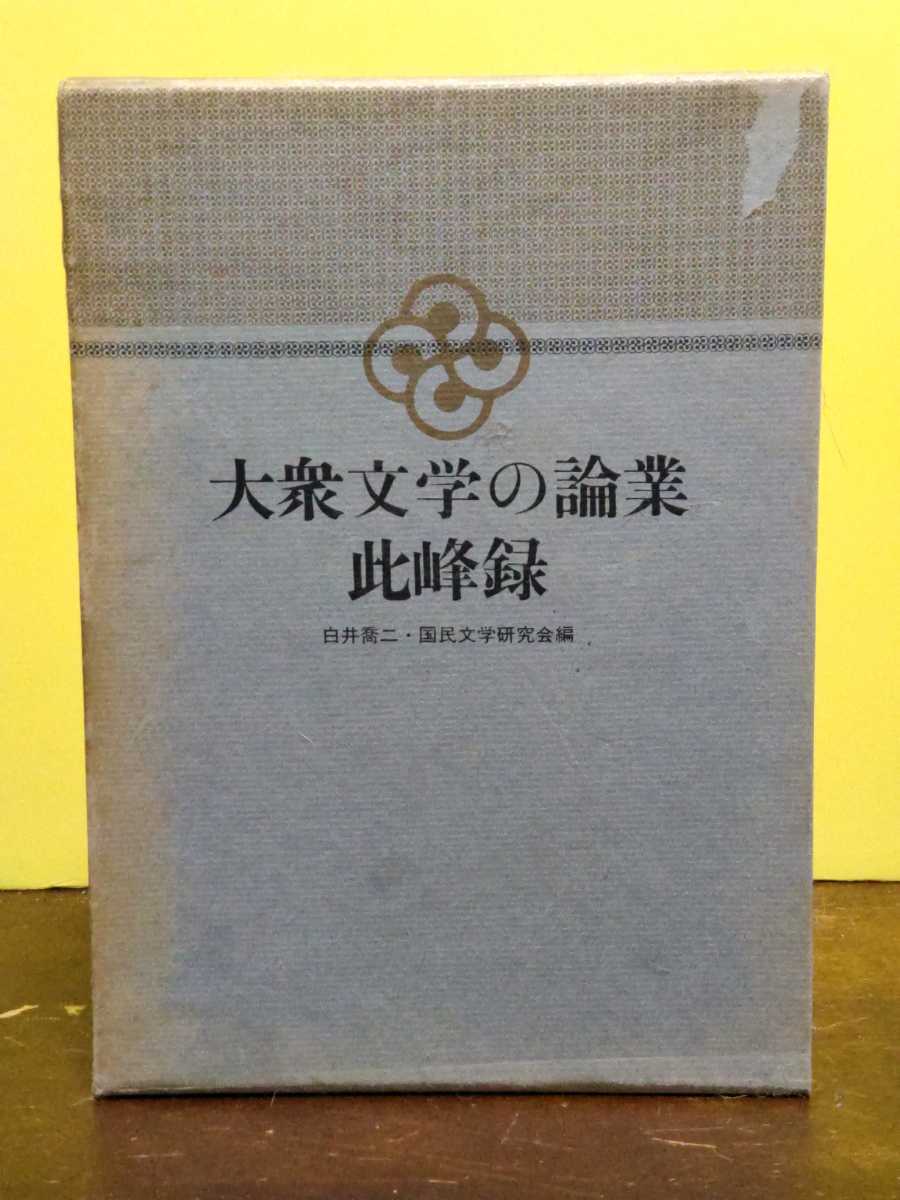 大衆文学の論業
此峰録
白井喬二・国民文学研究会編